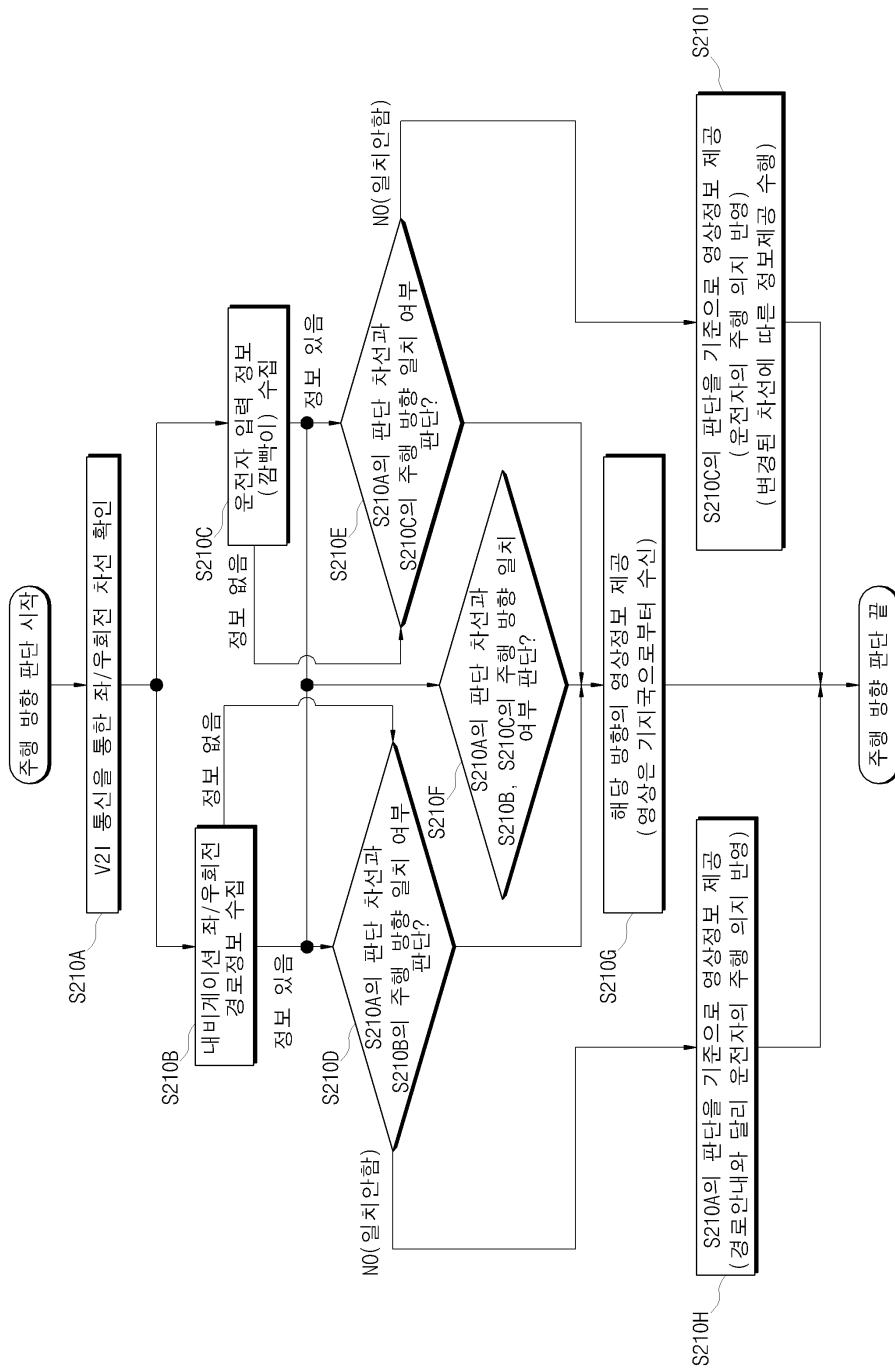 주행 방향 판단 시작
S210A
V2I 통신을 통한 좌/우회전 차선 확인
S210B
내비게이션 좌/우회전
경로정보 수집
정보 없음
정보 있음
S210C
운전자 입력 정보
(깜빡이) 수집
정보 없음
정보 있음
S210D
S210A의 판단 차선과
S210B의 주행 방향 일치 여부
판단?
NO(일치안함)
S210E
S210A의 판단 차선과
S210C의 주행 방향 일치 여부
판단?
NO(일치안함)
S210F
S210A의 판단 차선과
S210B, S210C의 주행 방향 일치
여부 판단?
S210G
해당 방향의 영상정보 제공
(영상은 기지국으로부터 수신)
S210H
S210A의 판단을 기준으로 영상정보 제공
(경로안내와 달리 운전자의 주행 의지 반영)
S210I
S210C의 판단을 기준으로 영상정보 제공
(운전자의 주행 의지 반영)
(변경된 차선에 따른 정보제공 수행)
주행 방향 판단 끝